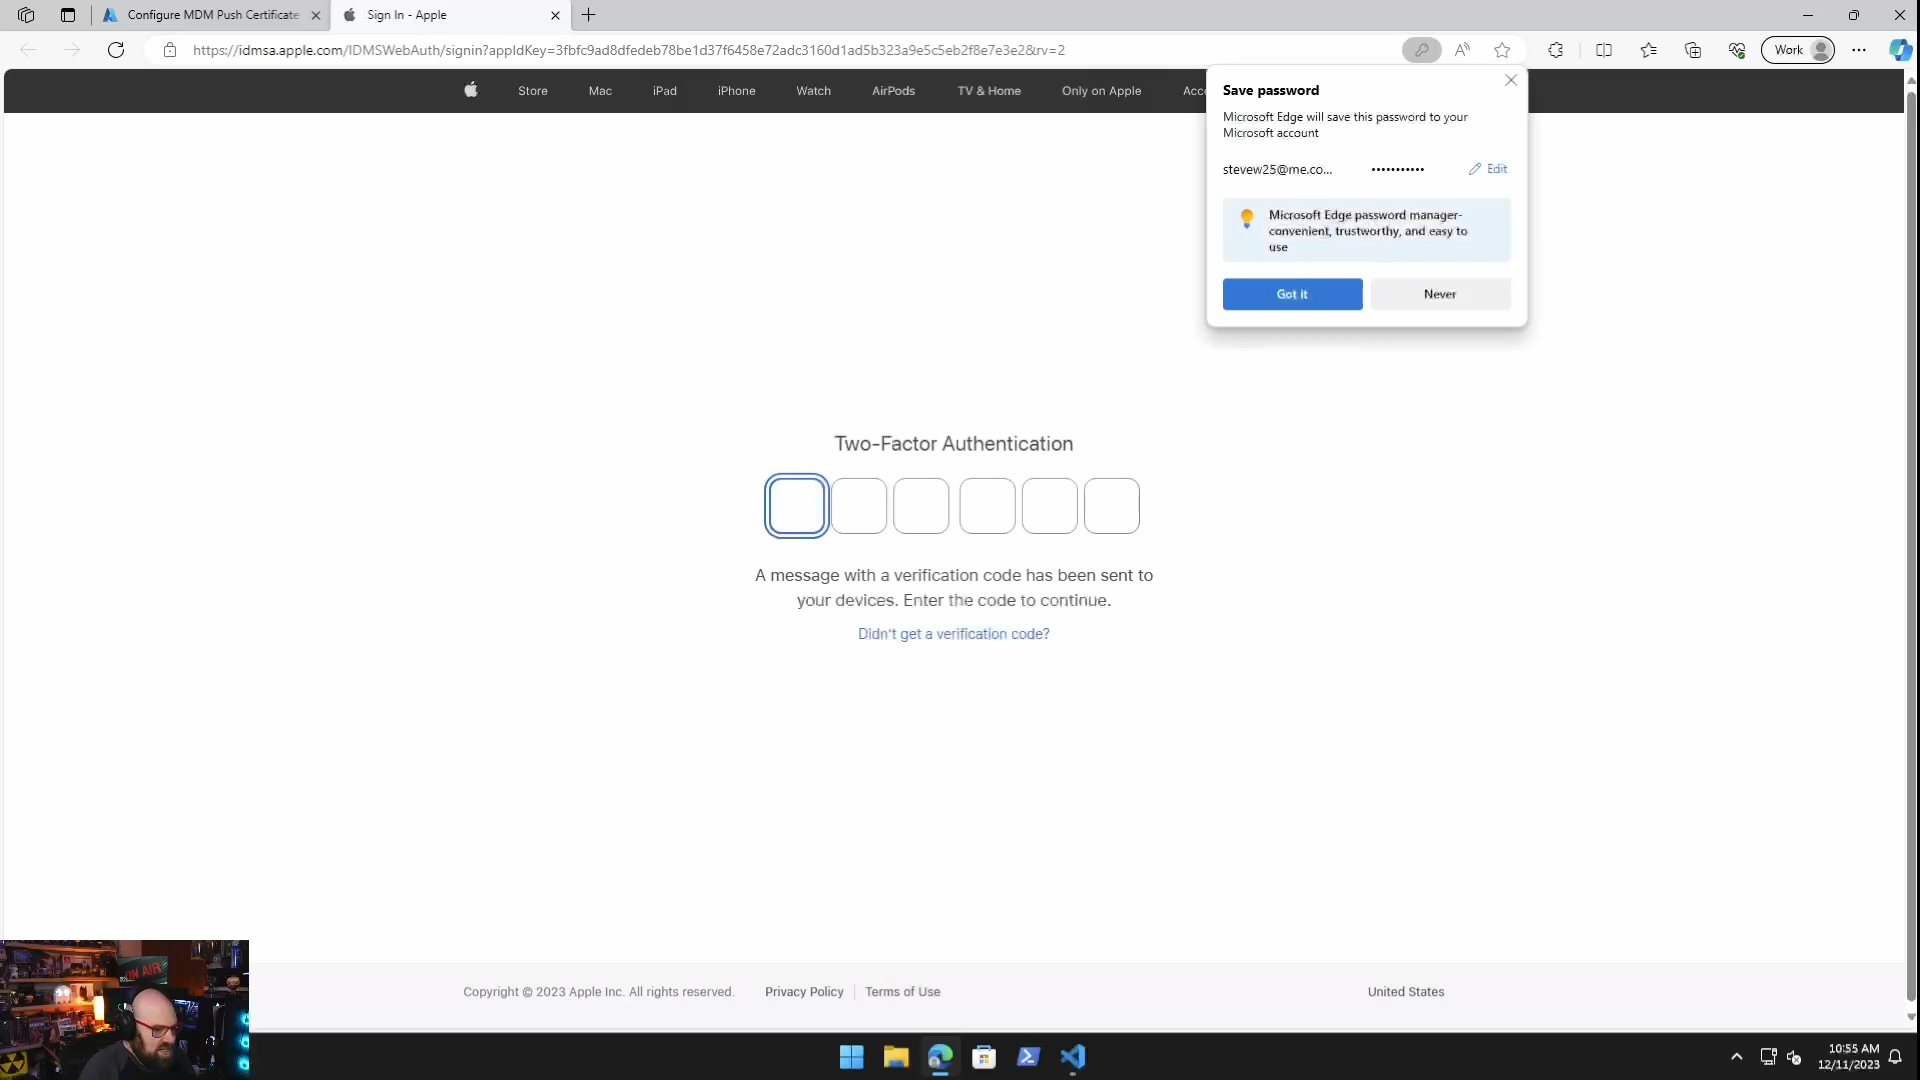 Configure MDM Push Certificate
Sign In - Apple
https://idmsa.apple.com/IDMSWebAuth/signin?appIdKey=3fbfc9ad8dfedeb78be1d37f6458e72adc3160d1ad5b323a9e5c5eb2f8e7e3e2&rv=2
Work
Store
Mac
iPad
iPhone
Watch
AirPods
TV & Home
Only on Apple
Acce
Save password
Microsoft Edge will save this password to your
Microsoft account
stevew25@me.co...
•••••••••••
Edit
Microsoft Edge password manager-
convenient, trustworthy, and easy to
use
Got it
Never
Two-Factor Authentication
A message with a verification code has been sent to
your devices. Enter the code to continue.
Didn't get a verification code?
ON AIR
Copyright © 2023 Apple Inc. All rights reserved.
Privacy Policy
Terms of Use
United States
10:55 AM
12/11/2023